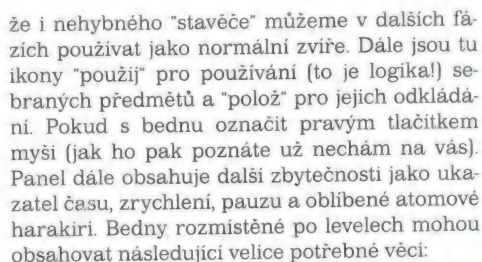 že i nehybného "stavěče" můžeme v dalších fá-
zích používat jako normální zvíře. Dále jsou tu
ikony "použij" pro používání (to je logika!) se-
braných předmětů a "polož" pro jejich odkládá-
ní. Pokud s bednu označit pravým tlačítkem
myši (jak ho pak poznáte už nechám na vás).
Panel dále obsahuje další zbytečnosti jako uka-
zatel času, zrychlení, pauzu a oblíbené atomové
harakiri. Bedny rozmístěné po levelech mohou
obsahovat následující velice potřebné věci: